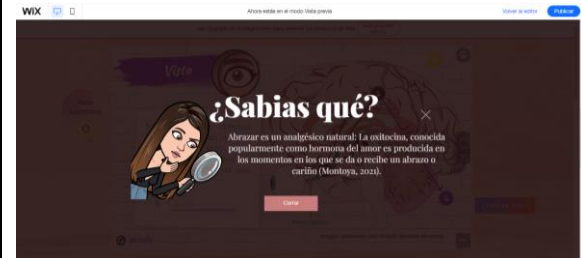 WiX Ahora estás en el modo Vista previa Volver al editor Publicar
Vista
¿Sabias qué?
Abrazar es un analgésico natural: La oxitocina, conocida
popularmente como hormona del amor es producida en
los momentos en los que se da o recibe un abrazo o
cariño (Montoya, 2021).
Cerrar